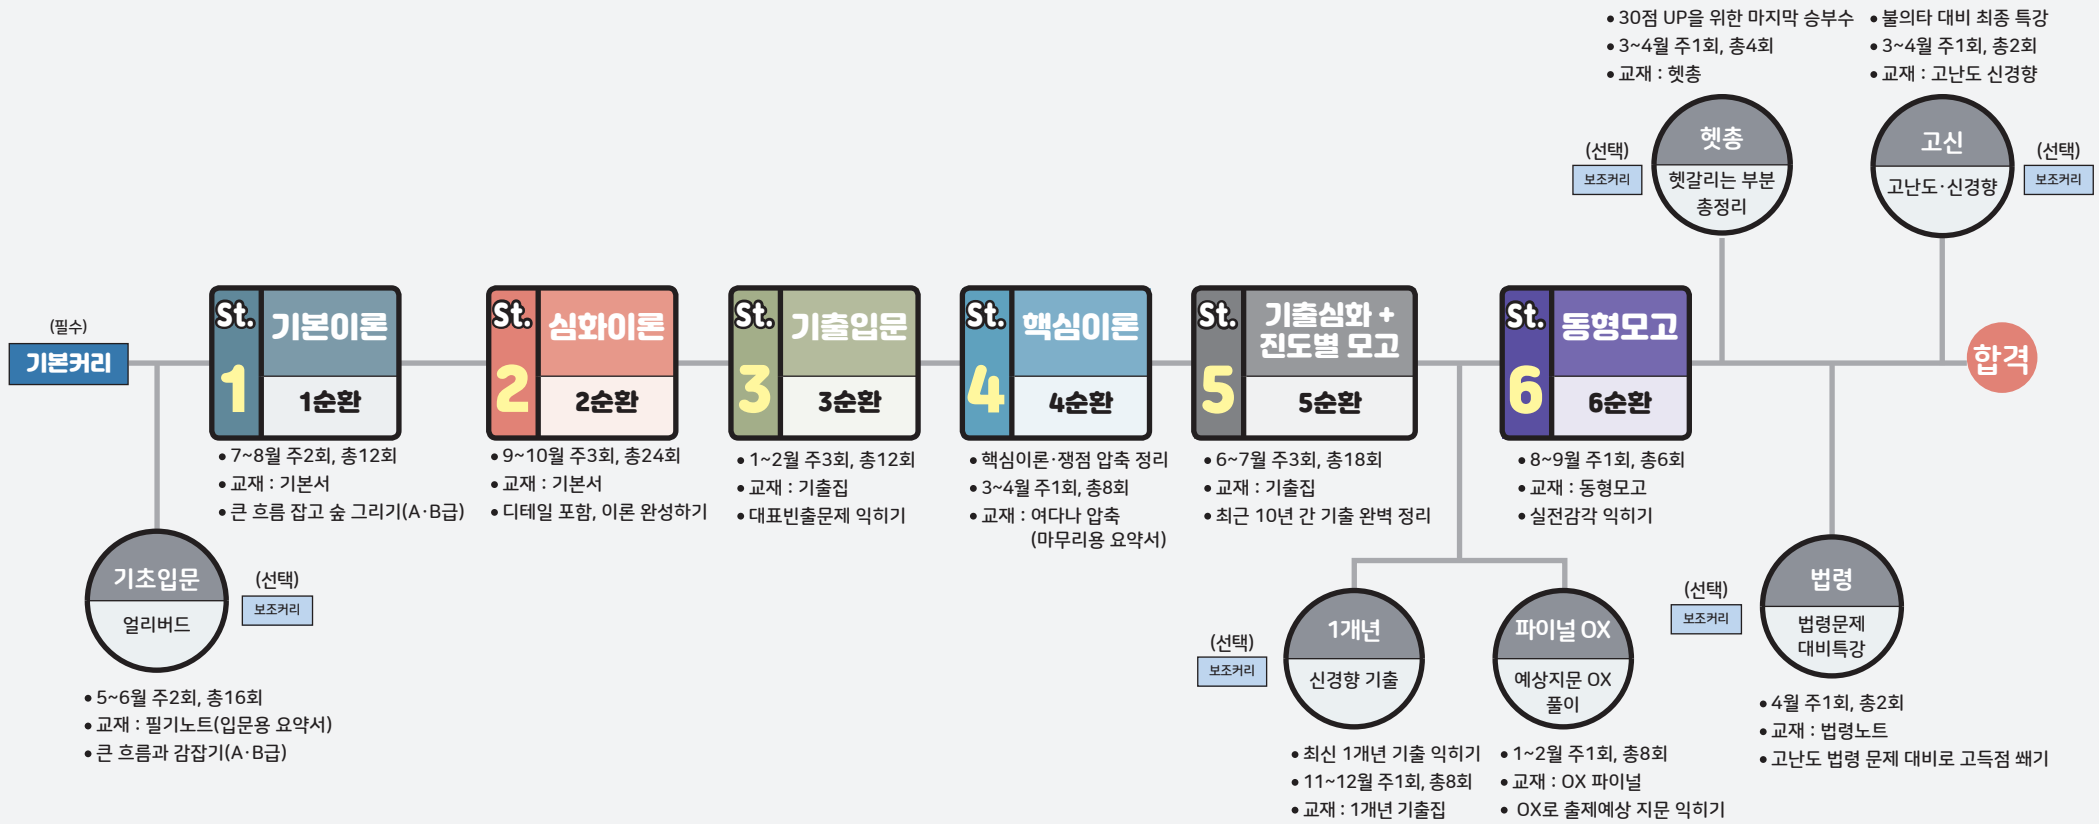 • 30점 UP을 위한 마지막 승부수
• 3~4월 주1회, 총4회
• 교재 : 헷총
• 불의타 대비 최종 특강
• 3~4월 주1회, 총2회
• 교재 : 고난도 신경향
(선택)
보조커리
헷총
헷갈리는 부분
총정리
고신
고난도·신경향
(선택)
보조커리
(필수)
기본커리
St.
1
기본이론
1순환
• 7~8월 주2회, 총12회
• 교재 : 기본서
• 큰 흐름 잡고 숲 그리기(A·B급)
St.
2
심화이론
2순환
• 9~10월 주3회, 총24회
• 교재 : 기본서
• 디테일 포함, 이론 완성하기
St.
3
기출입문
3순환
• 1~2월 주3회, 총12회
• 교재 : 기출집
• 대표빈출문제 익히기
St.
4
핵심이론
4순환
• 핵심이론·쟁점 압축 정리
• 3~4월 주1회, 총8회
• 교재 : 여다나 압축
(마무리용 요약서)
St.
5
기출심화 +
진도별 모고
5순환
• 6~7월 주3회, 총18회
• 교재 : 기출집
• 최근 10년 간 기출 완벽 정리
St.
6
동형모고
6순환
• 8~9월 주1회, 총6회
• 교재 : 동형모고
• 실전감각 익히기
합격
기초입문
얼리버드
(선택)
보조커리
• 5~6월 주2회, 총16회
• 교재 : 필기노트(입문용 요약서)
• 큰 흐름과 감잡기(A·B급)
(선택)
보조커리
1개년
신경향 기출
• 최신 1개년 기출 익히기
• 11~12월 주1회, 총8회
• 교재 : 1개년 기출집
파이널 OX
예상지문 OX
풀이
• 1~2월 주1회, 총8회
• 교재 : OX 파이널
• OX로 출제예상 지문 익히기
(선택)
보조커리
법령
법령문제
대비특강
• 4월 주1회, 총2회
• 교재 : 법령노트
• 고난도 법령 문제 대비로 고득점 쐐기